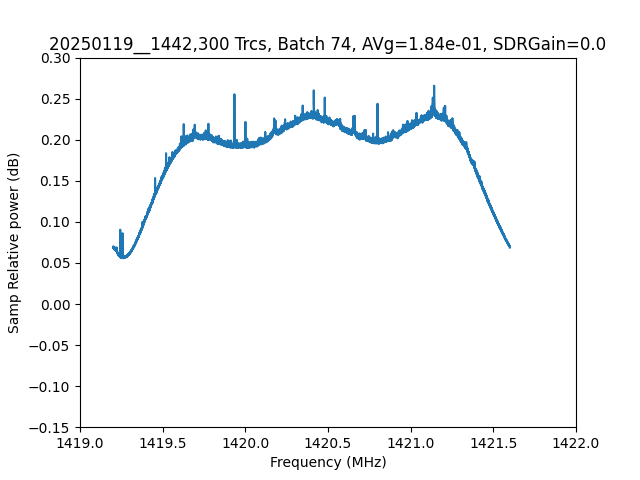 20250119__1442,300 Trcs, Batch 74, AVg=1.84e-01, SDRGain=0.0
0.30
0.25
0.20
0.15
0.10
0.05
0.00
−0.05
−0.10
−0.15
Samp Relative power (dB)
1419.0 1419.5 1420.0 1420.5 1421.0 1421.5 1422.0
Frequency (MHz)